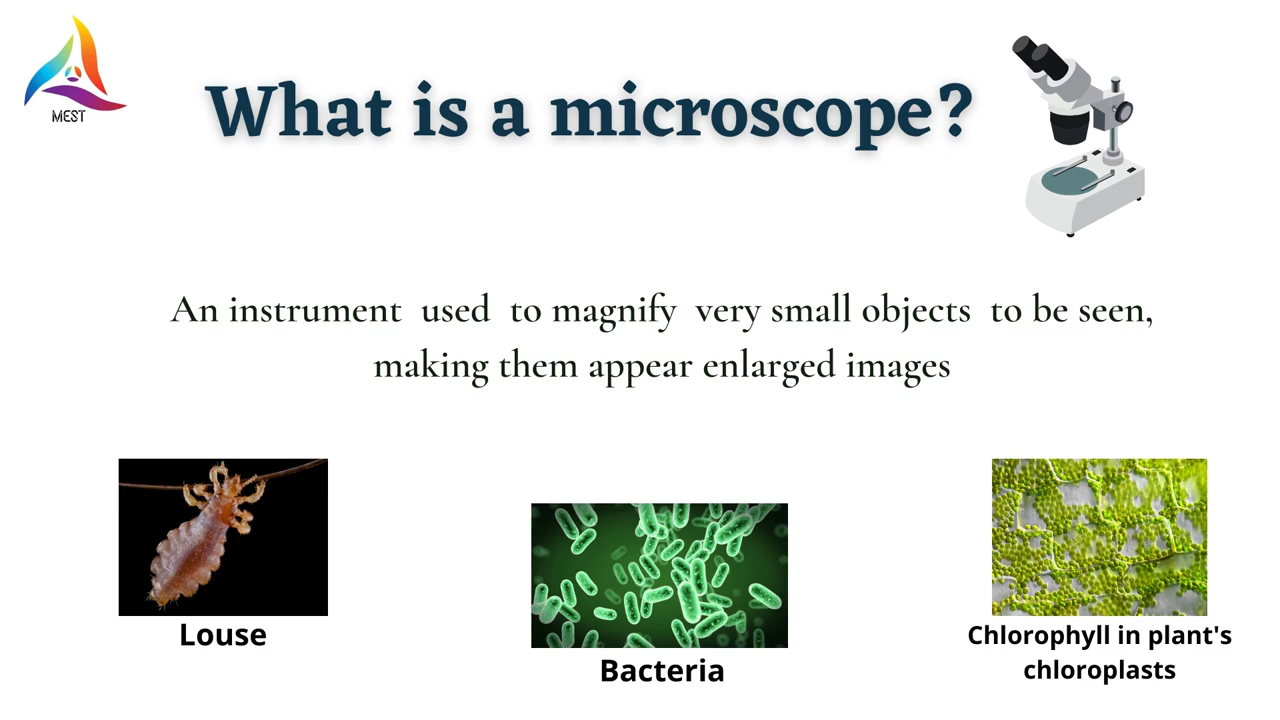 MEST
What is a microscope?
An instrument used to magnify very small objects to be seen,
making them appear enlarged images
Louse
Bacteria
Chlorophyll in plant's
chloroplasts